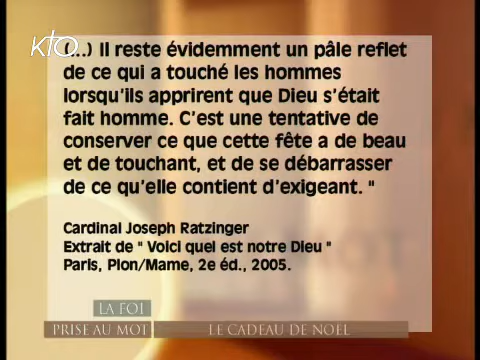 kto
(...) Il reste évidemment un pâle reflet
de ce qui a touché les hommes
lorsqu'ils apprirent que Dieu s'était
fait homme. C'est une tentative de
conserver ce que cette fête a de beau
et de touchant, et de se débarrasser
de ce qu'elle contient d'exigeant. "
Cardinal Joseph Ratzinger
Extrait de " Voici quel est notre Dieu "
Paris, Plon/Mame, 2e éd., 2005.
LA FOI
PRISE AU MOT
LE CADEAU DE NOËL